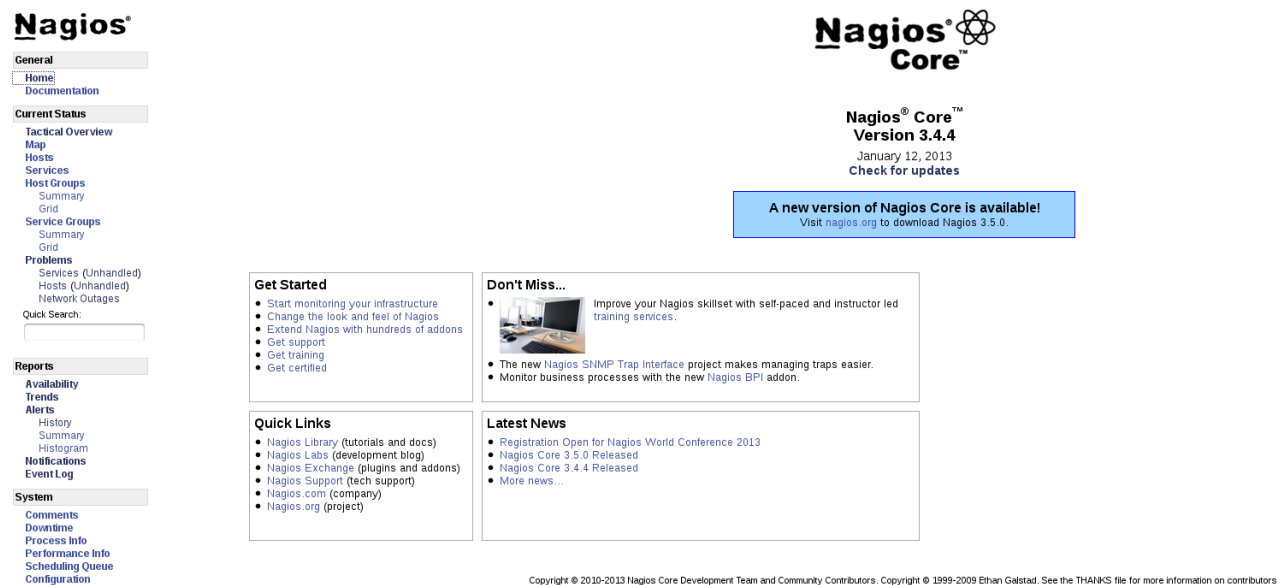 Nagios®
General
Home
Documentation
Current Status
Tactical Overview
Map
Hosts
Services
Host Groups
Summary
Grid
Service Groups
Summary
Grid
Problems
Services (Unhandled)
Hosts (Unhandled)
Network Outages
Quick Search:
Reports
Availability
Trends
Alerts
History
Summary
Histogram
Notifications
Event Log
System
Comments
Downtime
Process Info
Performance Info
Scheduling Queue
Configuration
Nagios®
Core™
Nagios® Core™
Version 3.4.4
January 12, 2013
Check for updates
A new version of Nagios Core is available!
Visit nagios.org to download Nagios 3.5.0.
Get Started
Start monitoring your infrastructure
Change the look and feel of Nagios
Extend Nagios with hundreds of addons
Get support
Get training
Get certified
Don't Miss...
Improve your Nagios skillset with self-paced and instructor led
training services.
The new Nagios SNMP Trap Interface project makes managing traps easier.
Monitor business processes with the new Nagios BPI addon.
Quick Links
Nagios Library (tutorials and docs)
Nagios Labs (development blog)
Nagios Exchange (plugins and addons)
Nagios Support (tech support)
Nagios.com (company)
Nagios.org (project)
Latest News
Registration Open for Nagios World Conference 2013
Nagios Core 3.5.0 Released
Nagios Core 3.4.4 Released
More news...
Copyright © 2010-2013 Nagios Core Development Team and Community Contributors. Copyright © 1999-2009 Ethan Galstad. See the THANKS file for more information on contributors